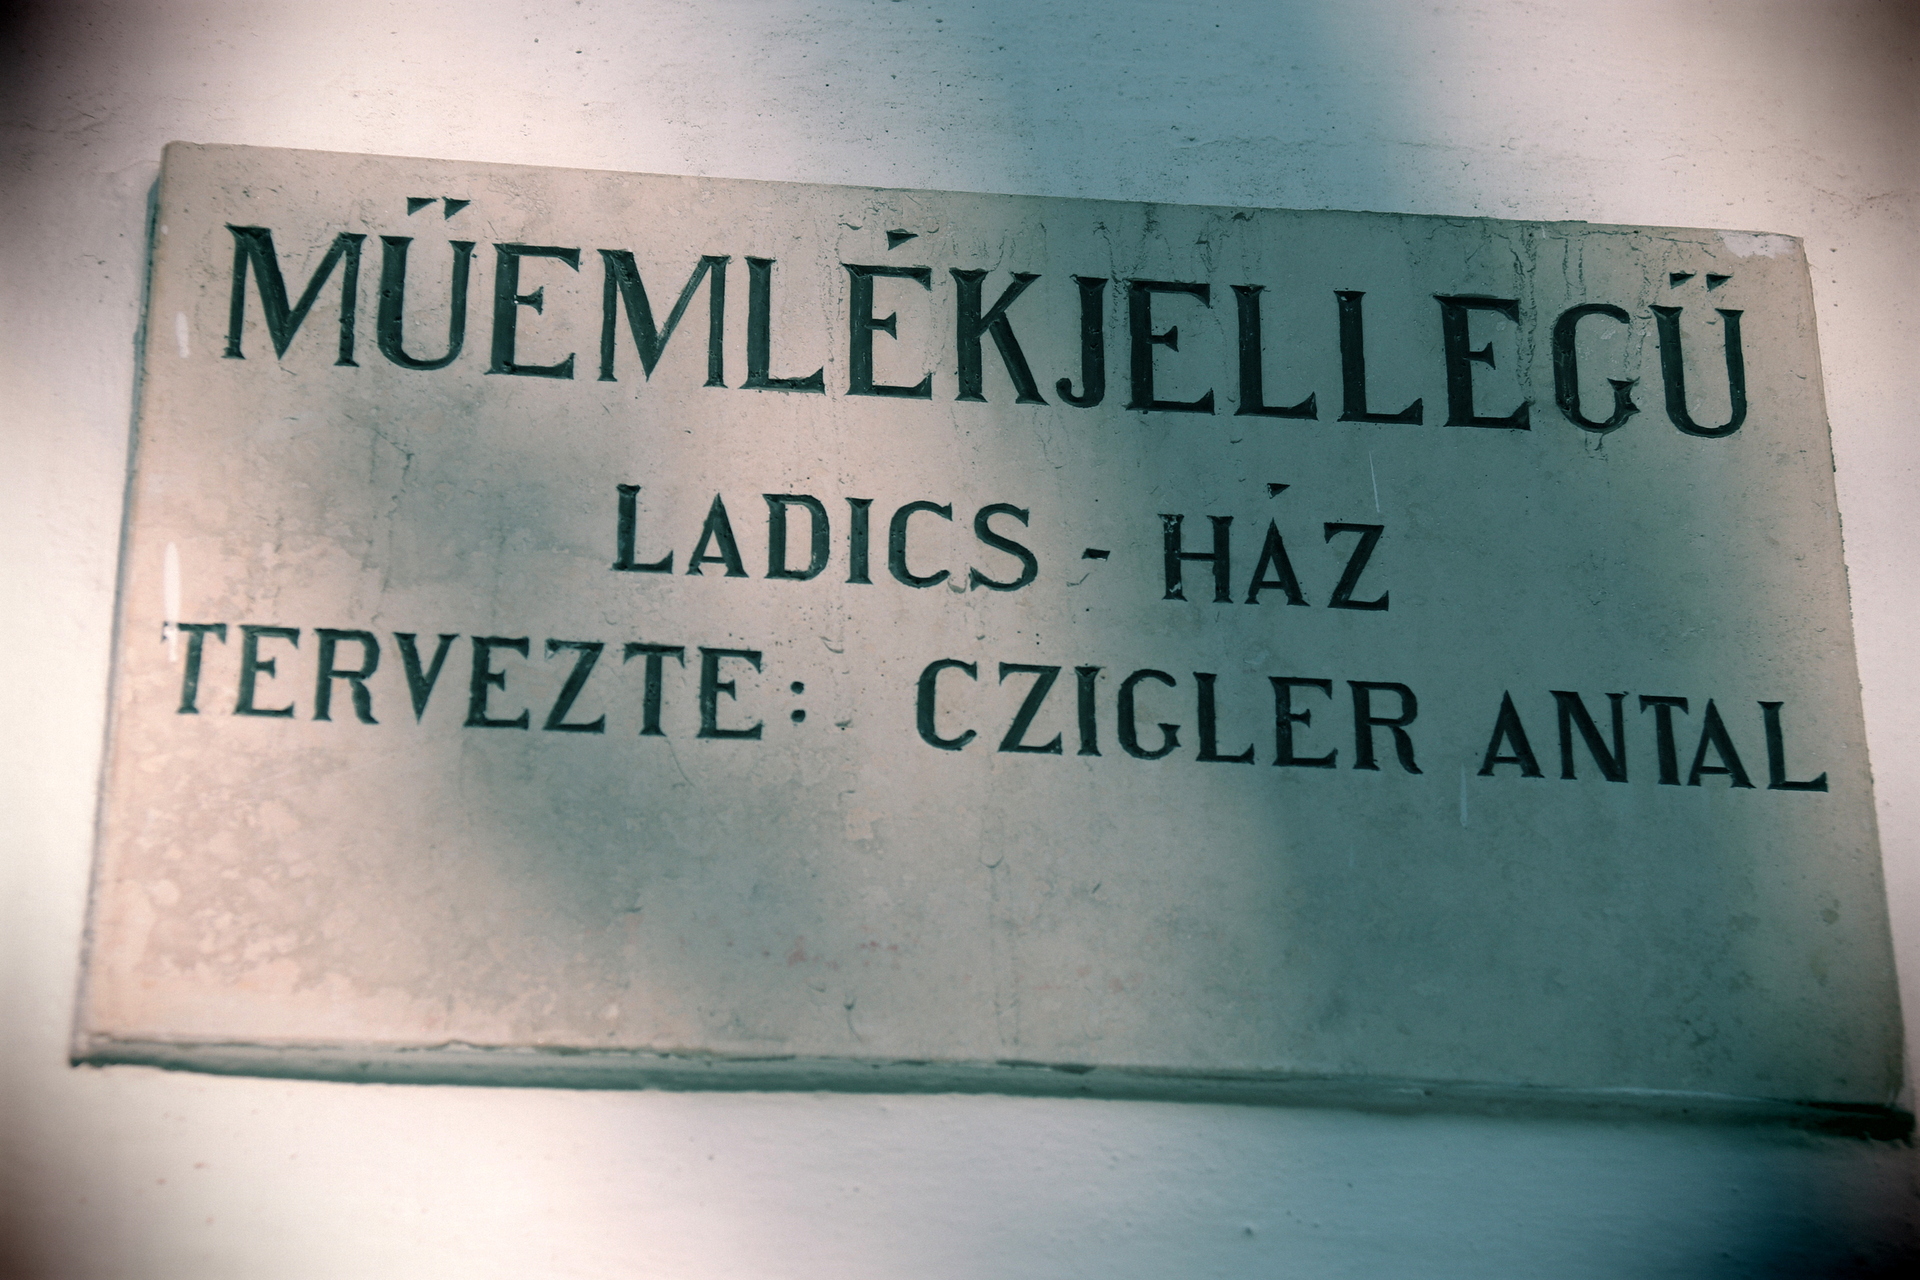 MŰEMLÉKJELLEGŰ
LADICS - HÁZ
TERVEZTE: CZIGLER ANTAL